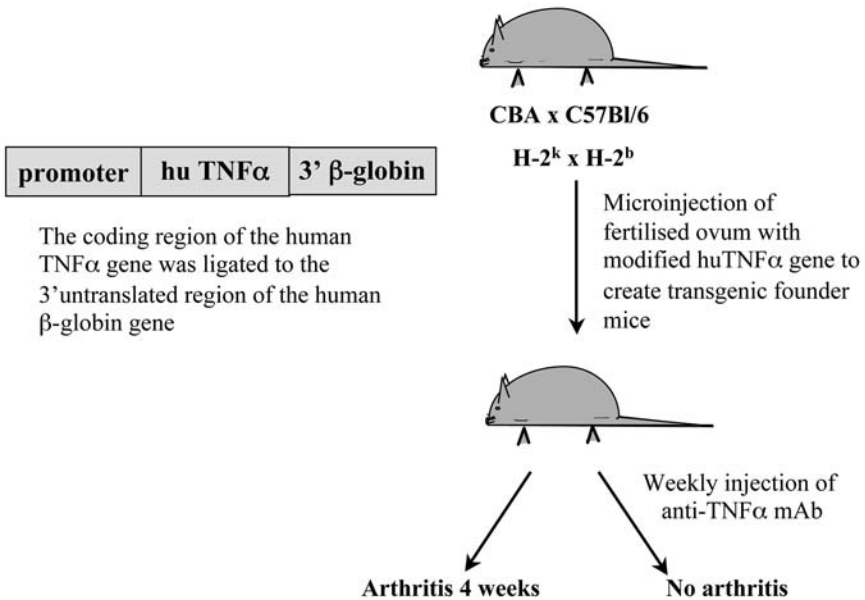 CBA x C57Bl/6
H-2ᵏ x H-2ᵇ
promoter hu TNFα 3' β-globin
The coding region of the human
TNFα gene was ligated to the
3'untranslated region of the human
β-globin gene
Microinjection of
fertilised ovum with
modified huTNFα gene to
create transgenic founder
mice
Weekly injection of
anti-TNFα mAb
Arthritis 4 weeks
No arthritis